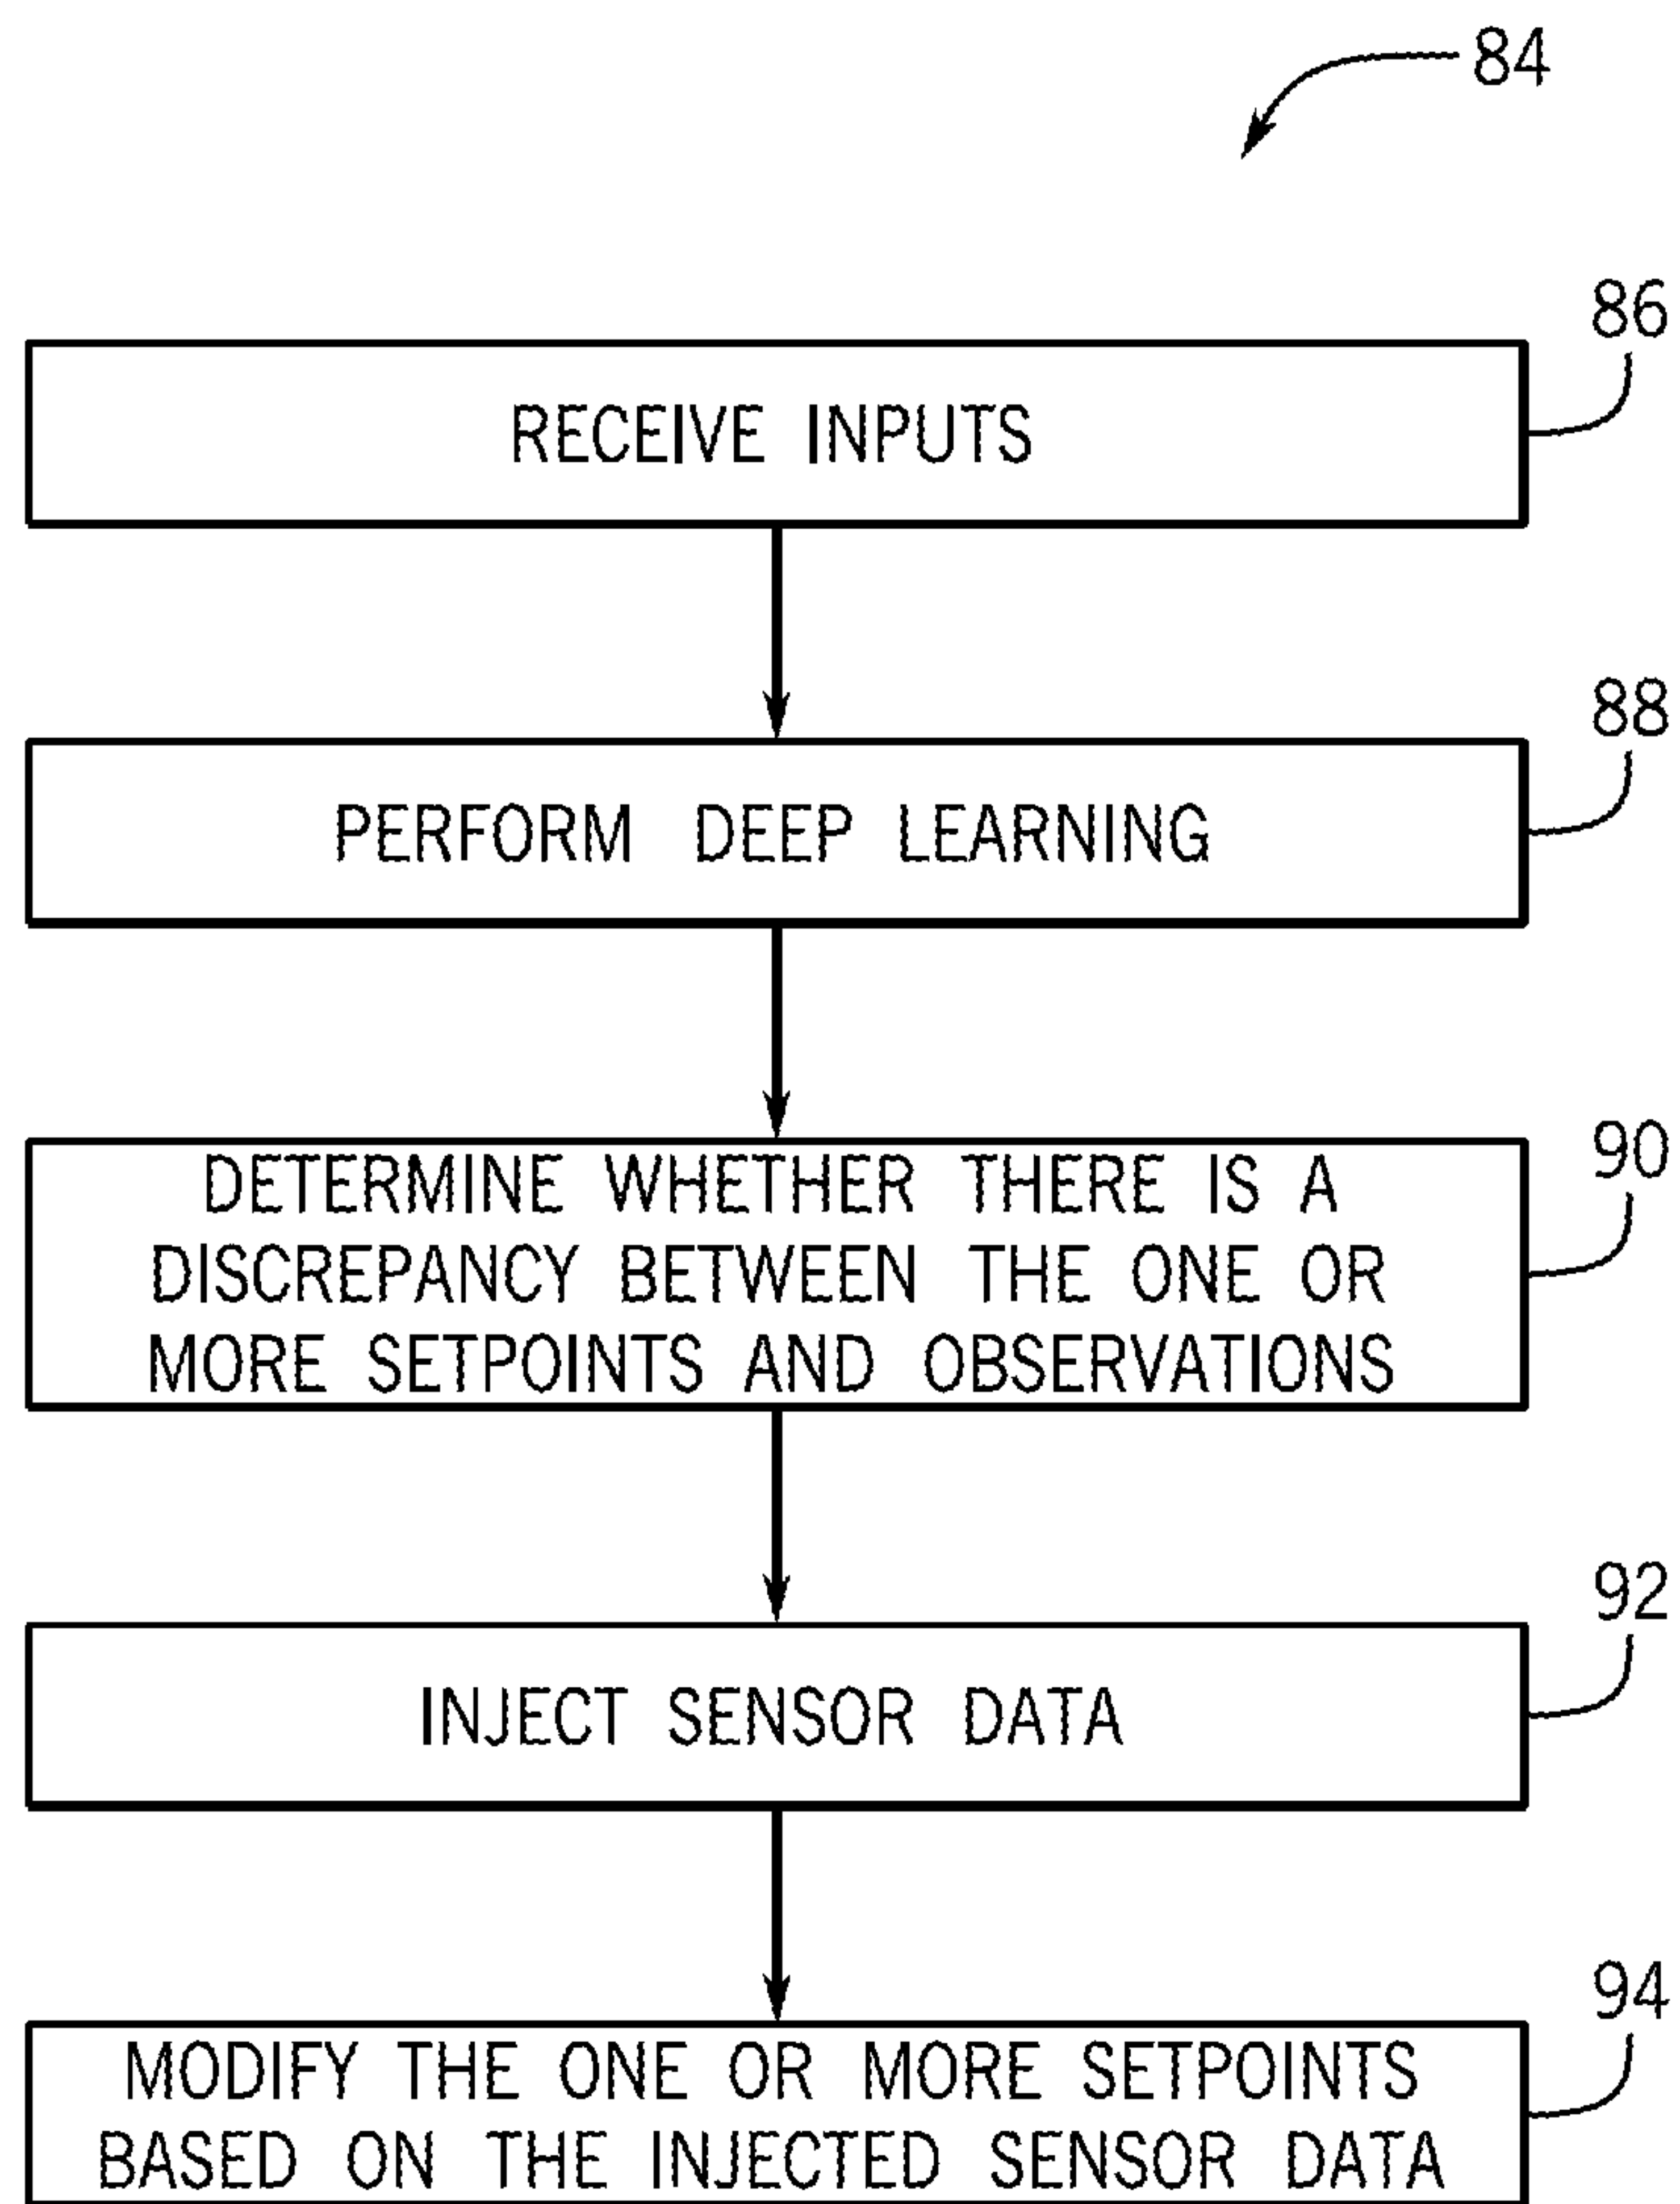 84
86
RECEIVE INPUTS
88
PERFORM DEEP LEARNING
90
DETERMINE WHETHER THERE IS A
DISCREPANCY BETWEEN THE ONE OR
MORE SETPOINTS AND OBSERVATIONS
92
INJECT SENSOR DATA
94
MODIFY THE ONE OR MORE SETPOINTS
BASED ON THE INJECTED SENSOR DATA